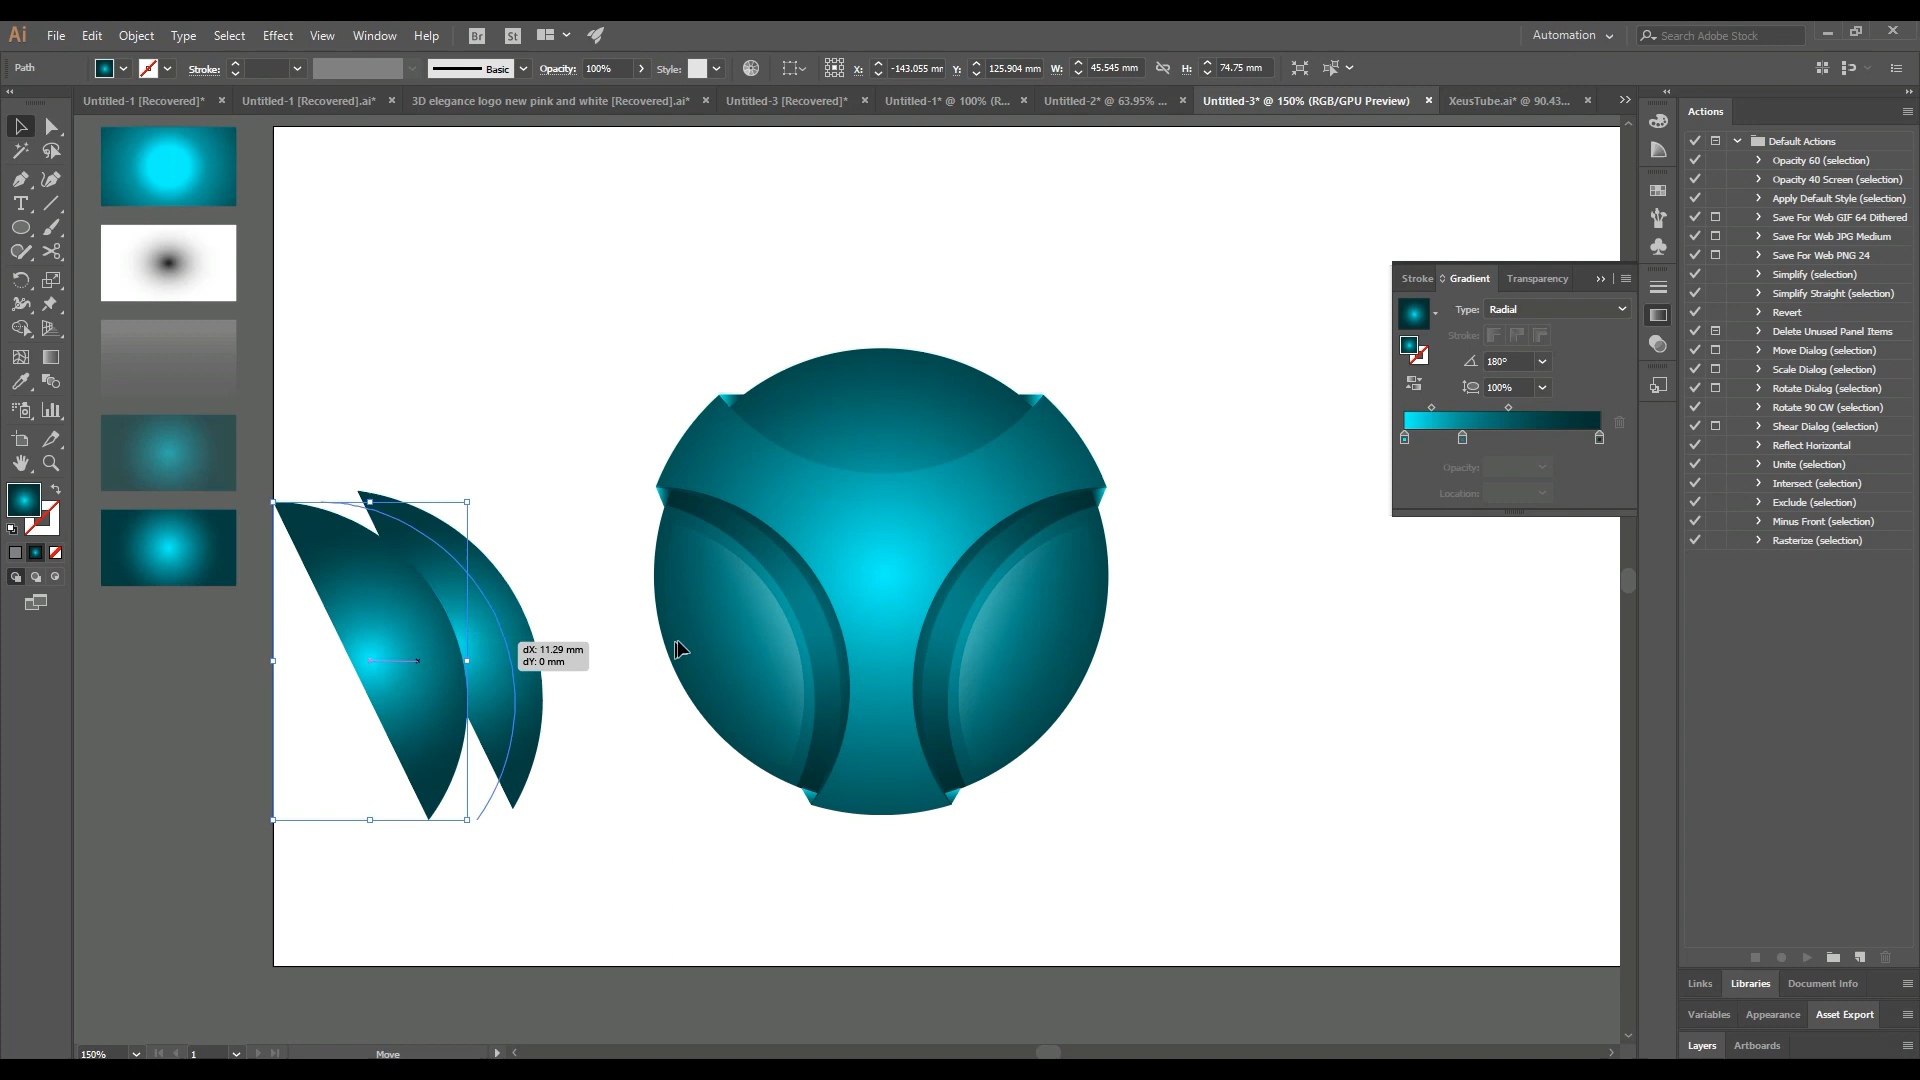 Ai File Edit Object Type Select Effect View Window Help Br St Automation Search Adobe Stock
Path Stroke: Basic Opacity: 100% Style: X: -143.055 mm Y: 125.904 mm W: 45.545 mm H: 74.75 mm
Untitled-1 [Recovered]* Untitled-1 [Recovered].ai* 3D elegance logo new pink and white [Recovered].ai* Untitled-3 [Recovered]* Untitled-1* @ 100% (R... Untitled-2* @ 63.95% ... Untitled-3* @ 150% (RGB/GPU Preview) XeusTube.ai* @ 90.43...
Actions
Default Actions
Opacity 60 (selection)
Opacity 40 Screen (selection)
Apply Default Style (selection)
Save For Web GIF 64 Dithered
Save For Web JPG Medium
Save For Web PNG 24
Simplify (selection)
Simplify Straight (selection)
Revert
Delete Unused Panel Items
Move Dialog (selection)
Scale Dialog (selection)
Rotate Dialog (selection)
Rotate 90 CW (selection)
Shear Dialog (selection)
Reflect Horizontal
Unite (selection)
Intersect (selection)
Exclude (selection)
Minus Front (selection)
Rasterize (selection)
Stroke Gradient Transparency
Type: Radial
Stroke:
180°
100%
Opacity:
Location:
dX: 11.29 mm
dY: 0 mm
Links Libraries Document Info
Variables Appearance Asset Export
Layers Artboards
150% 1 Move